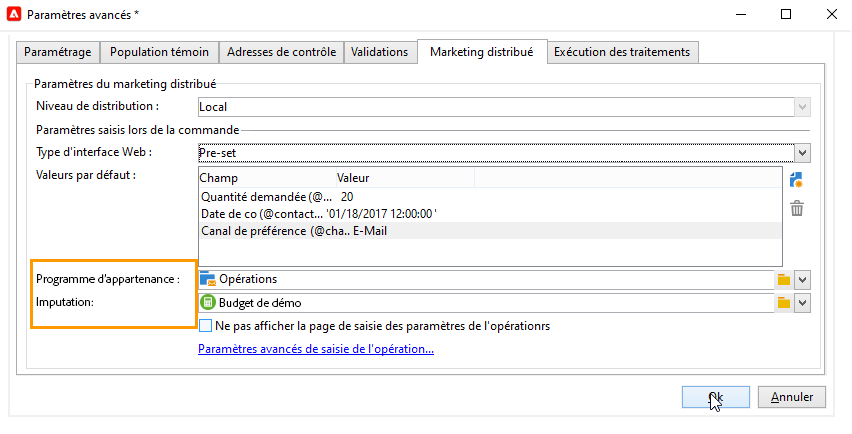 Paramètres avancés *
Paramétrage Population témoin Adresses de contrôle Validations Marketing distribué Exécution des traitements
Paramètres du marketing distribué
Niveau de distribution : Local
Paramètres saisis lors de la commande
Type d'interface Web : Pre-set
Valeurs par défaut : Champ Valeur
Quantité demandée (@... 20
Date de co (@contact... '01/18/2017 12:00:00 '
Canal de préférence (@cha.. E-Mail
Programme d'appartenance : Opérations
Imputation: Budget de démo
Ne pas afficher la page de saisie des paramètres de l'opérationrs
Paramètres avancés de saisie de l'opération...
Ok Annuler